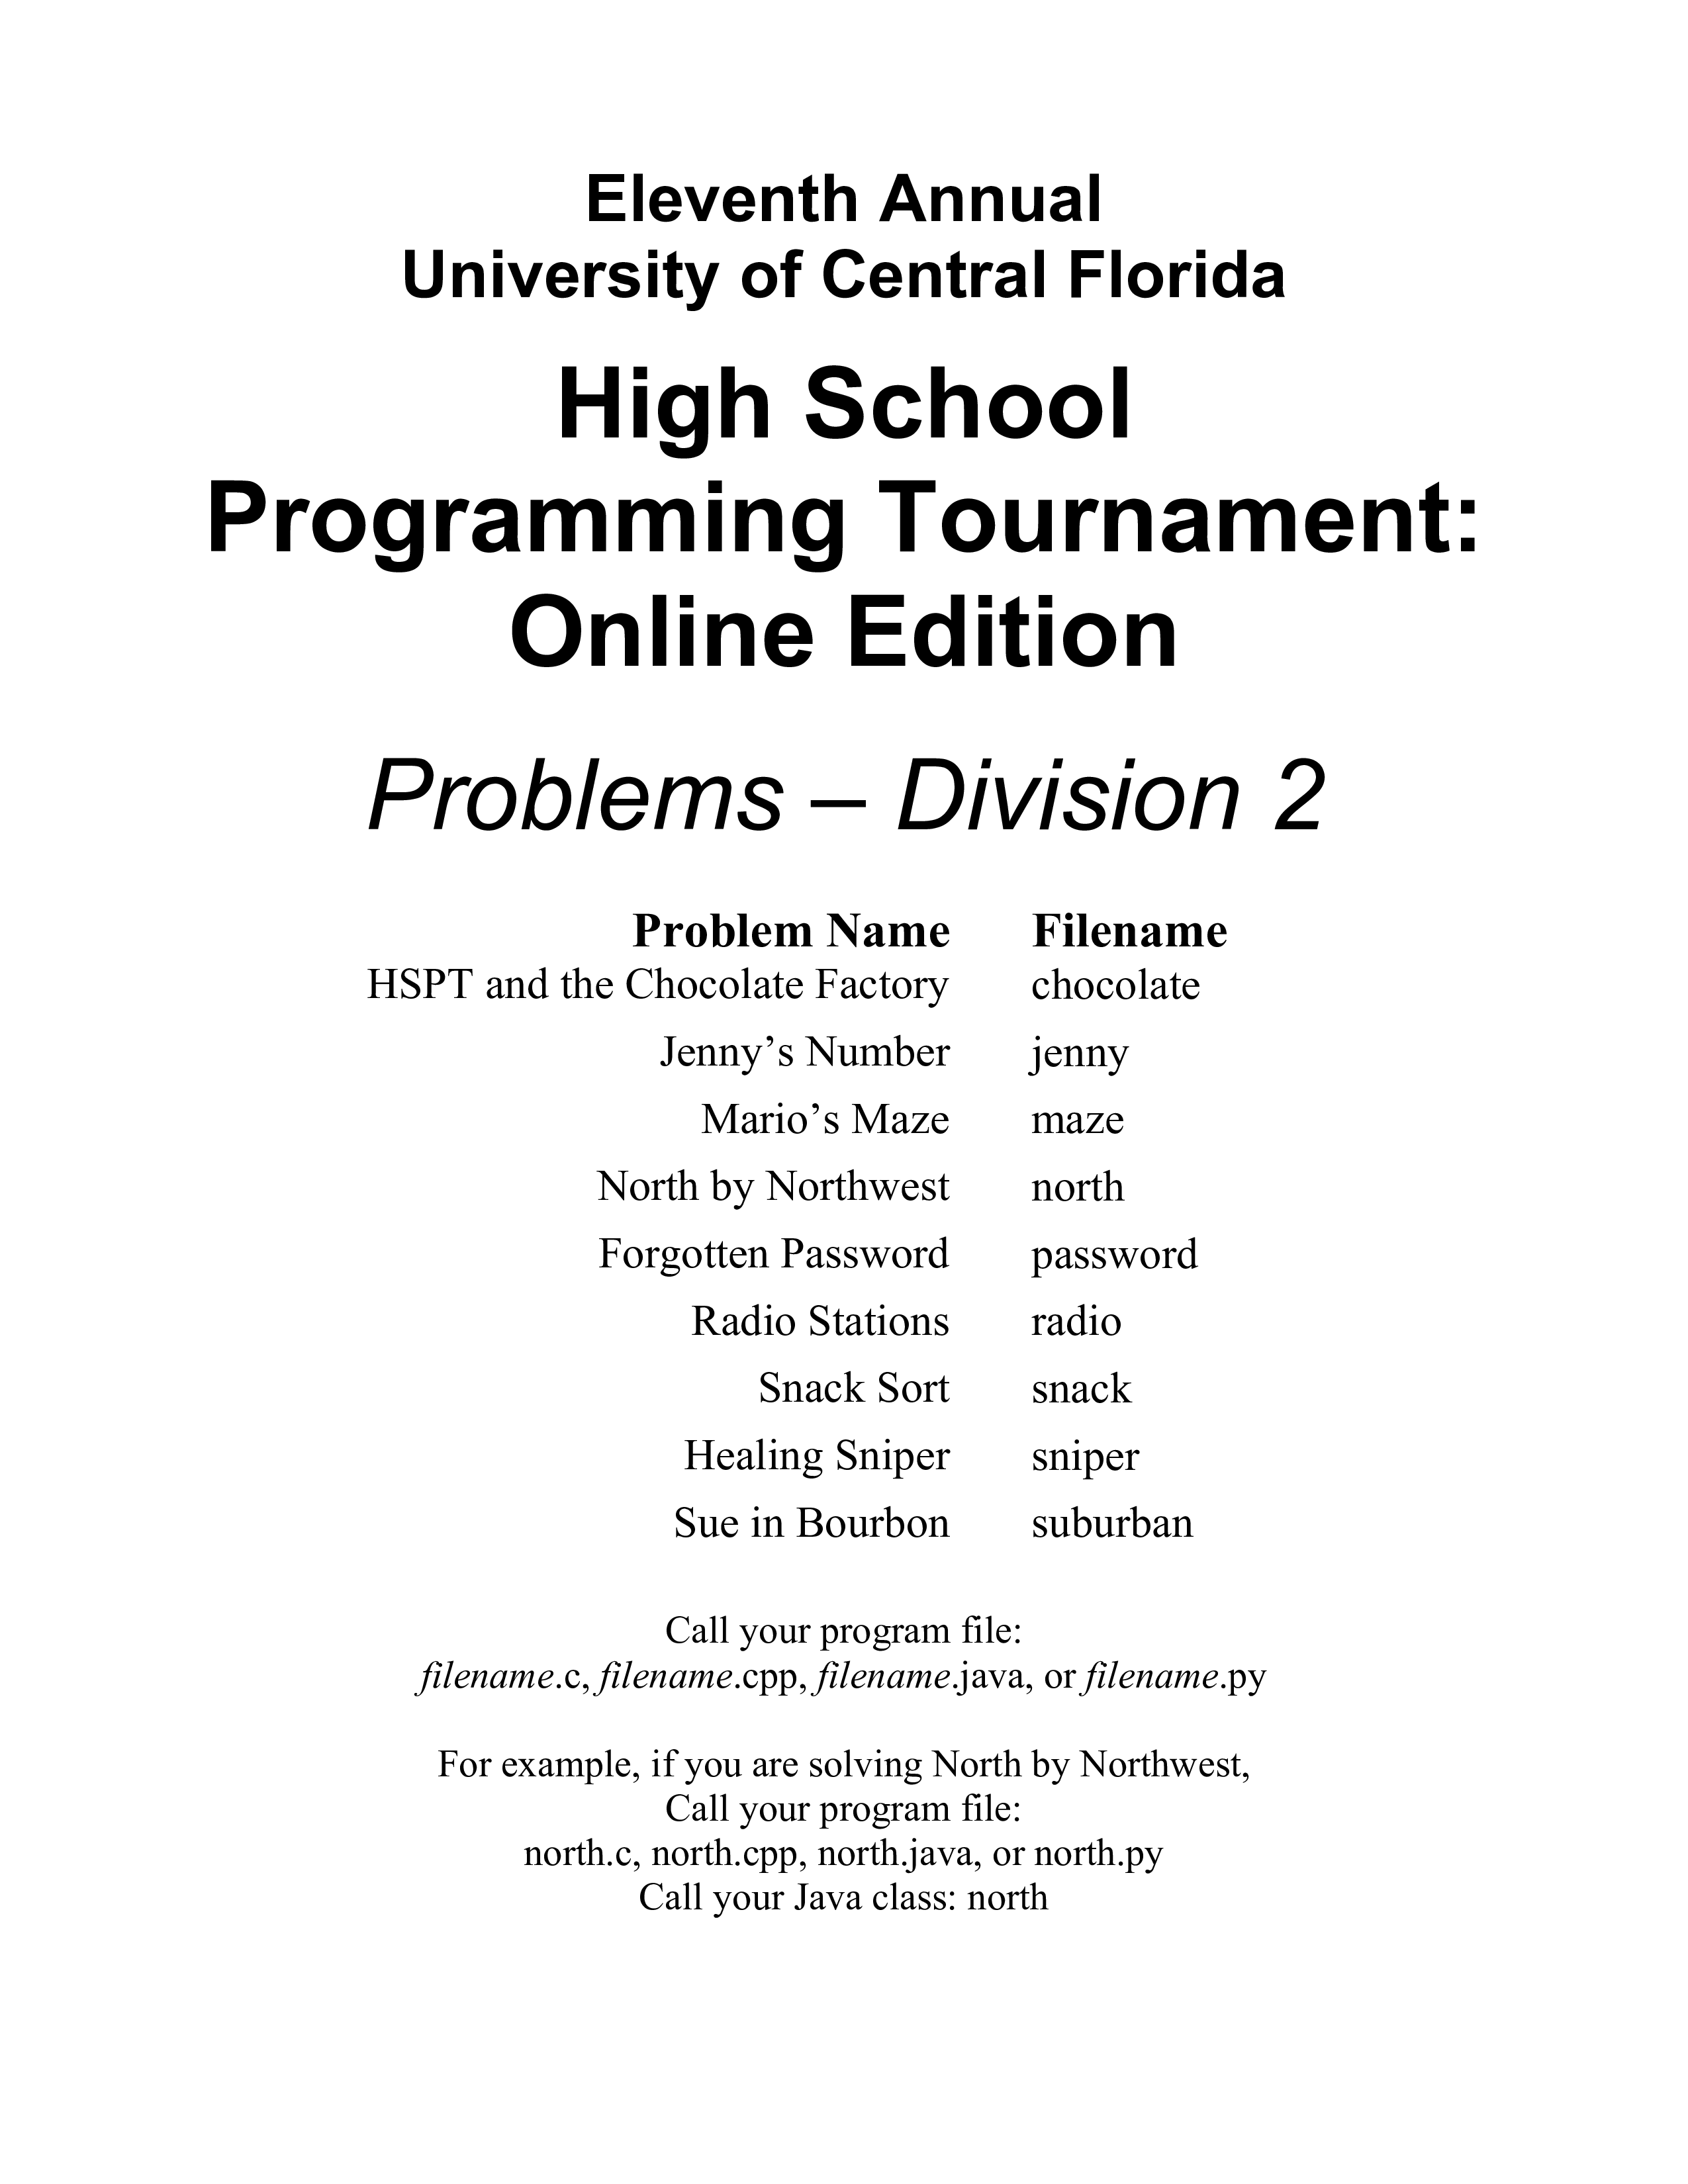 Eleventh Annual
University of Central Florida
High School
Programming Tournament:
Online Edition
Problems – Division 2
Problem Name Filename
HSPT and the Chocolate Factory chocolate
Jenny’s Number jenny
Mario’s Maze maze
North by Northwest north
Forgotten Password password
Radio Stations radio
Snack Sort snack
Healing Sniper sniper
Sue in Bourbon suburban
Call your program file:
filename.c, filename.cpp, filename.java, or filename.py
For example, if you are solving North by Northwest,
Call your program file:
north.c, north.cpp, north.java, or north.py
Call your Java class: north